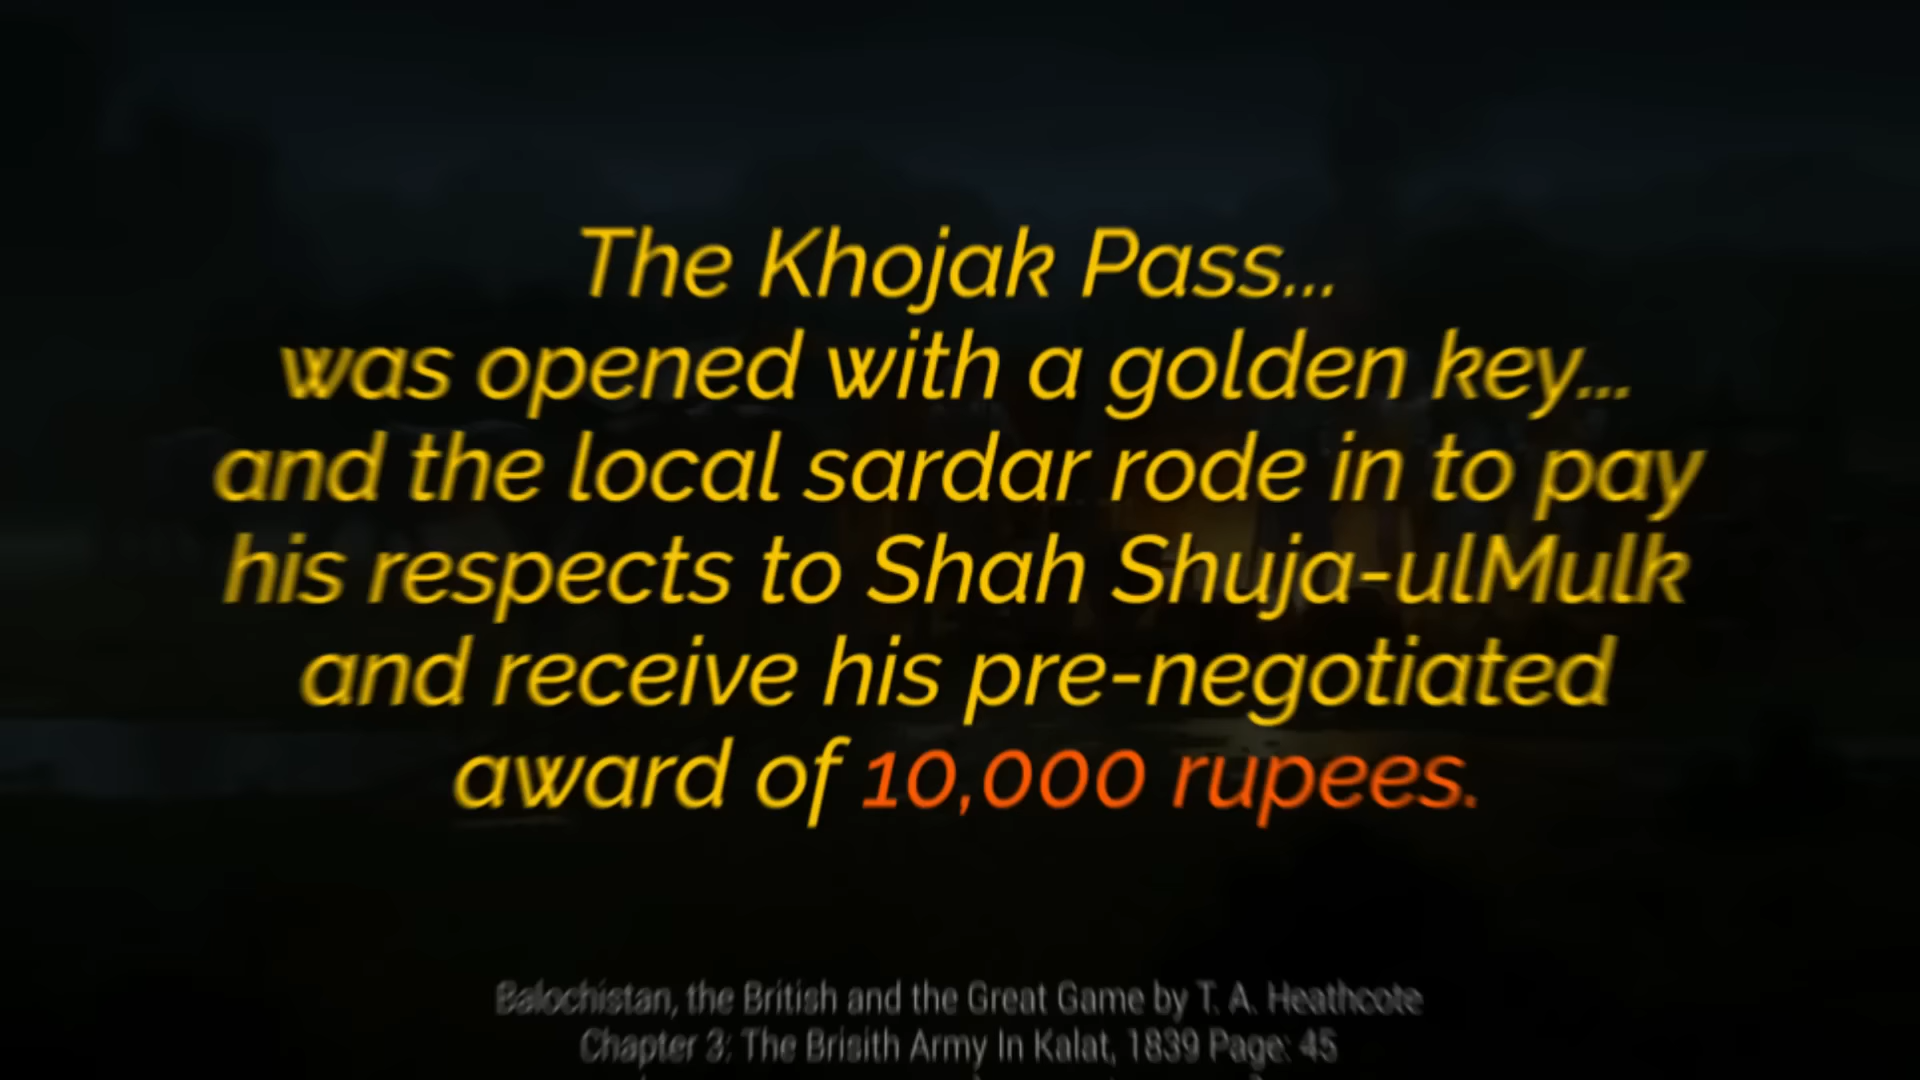 The Khojak Pass...
was opened with a golden key...
and the local sardar rode in to pay
his respects to Shah Shuja-ulMulk
and receive his pre-negotiated
award of 10,000 rupees.
Balochistan, the British and the Great Game by T. A. Heathcote
Chapter 3: The Brisith Army In Kalat, 1839 Page: 45